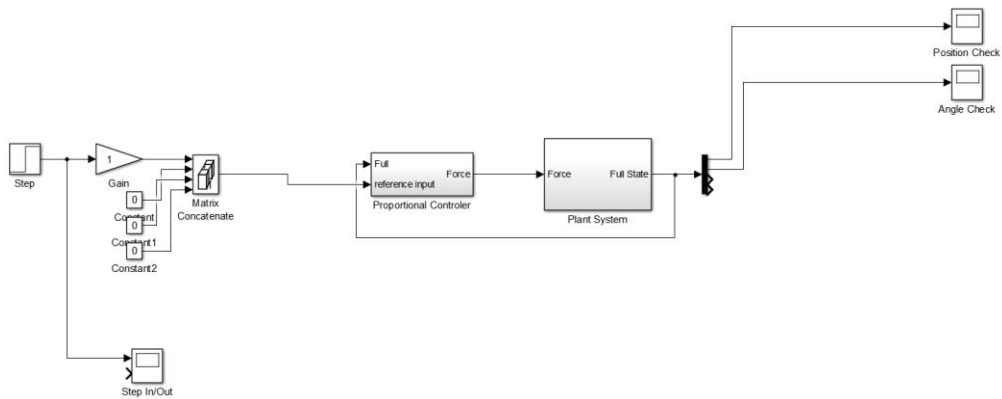 Position Check
Angle Check
Step
1
Gain
0
Constant
0
Constant1
0
Constant2
Matrix
Concatenate
Full
reference input
Force
Proportional Controler
Force
Full State
Plant System
Step In/Out